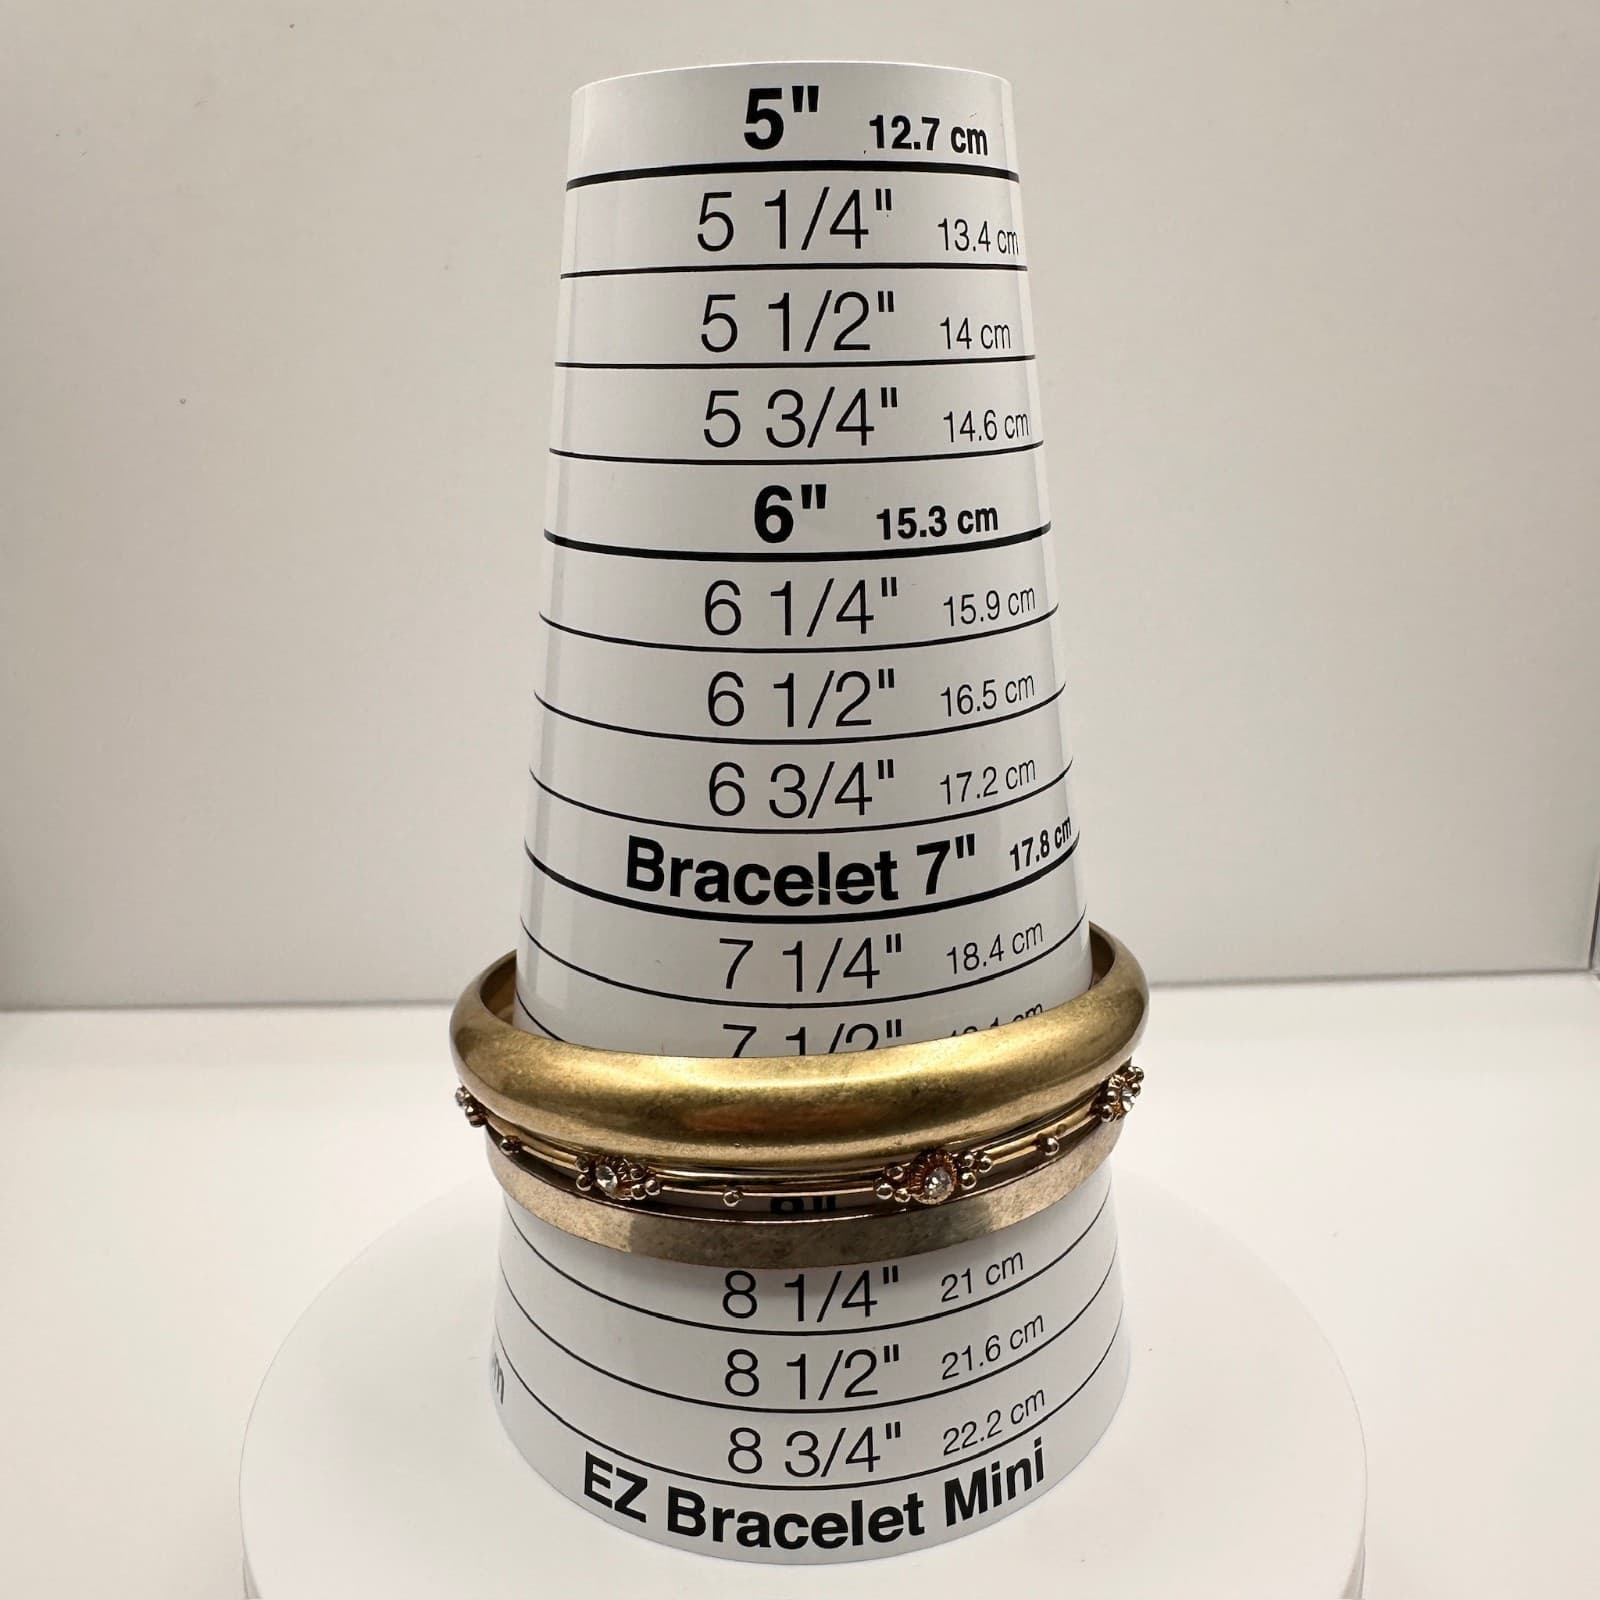 5" 12.7 cm
5 1/4" 13.4 cm
5 1/2" 14 cm
5 3/4" 14.6 cm
6" 15.3 cm
6 1/4" 15.9 cm
6 1/2" 16.5 cm
6 3/4" 17.2 cm
Bracelet 7" 17.8 cm
7 1/4" 18.4 cm
7 1/2"
8 1/4" 21 cm
8 1/2" 21.6 cm
8 3/4" 22.2 cm
EZ Bracelet Mini